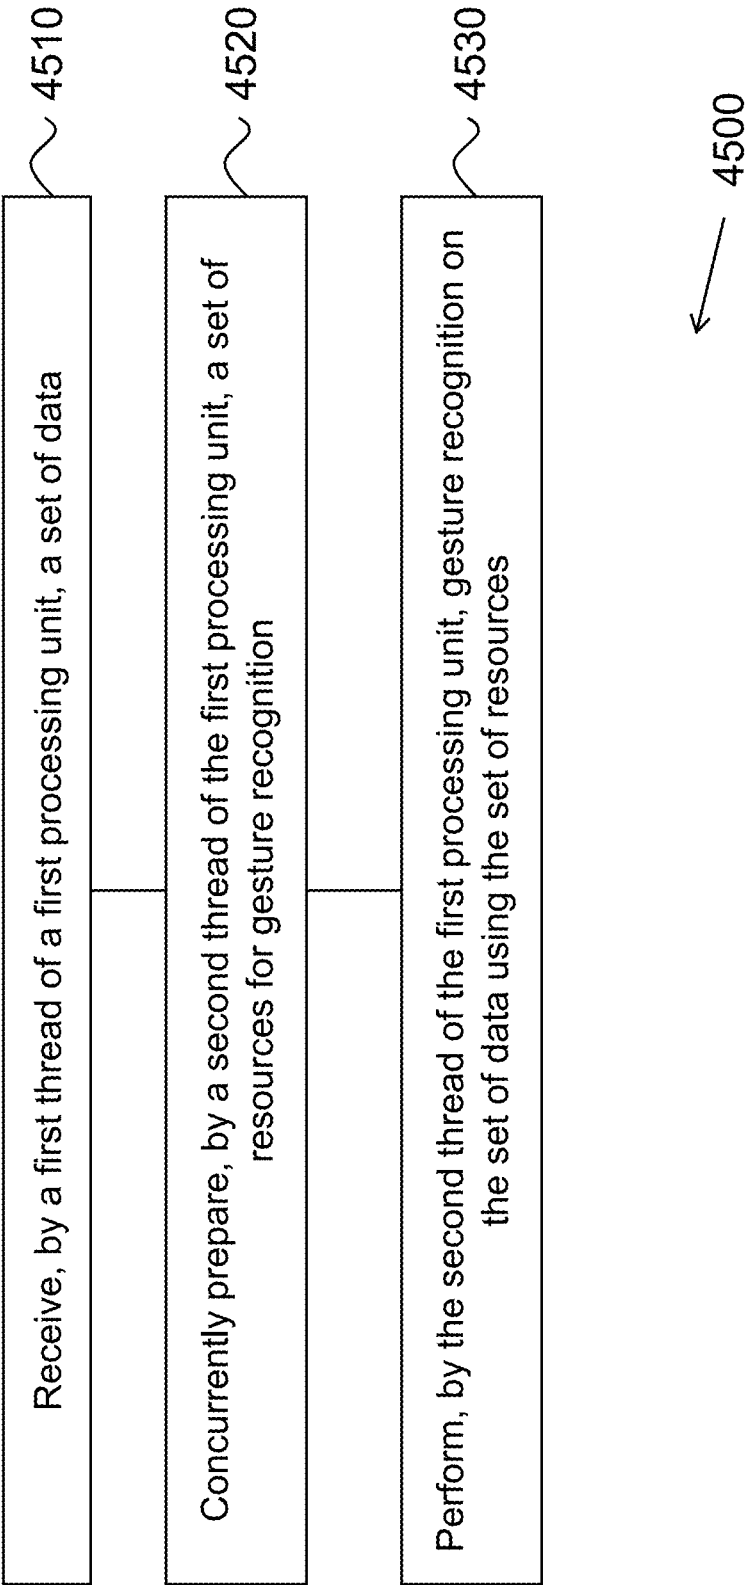 Receive, by a first thread of a first processing unit, a set of data
4510
Concurrently prepare, by a second thread of the first processing unit, a set of
resources for gesture recognition
4520
Perform, by the second thread of the first processing unit, gesture recognition on
the set of data using the set of resources
4530
4500